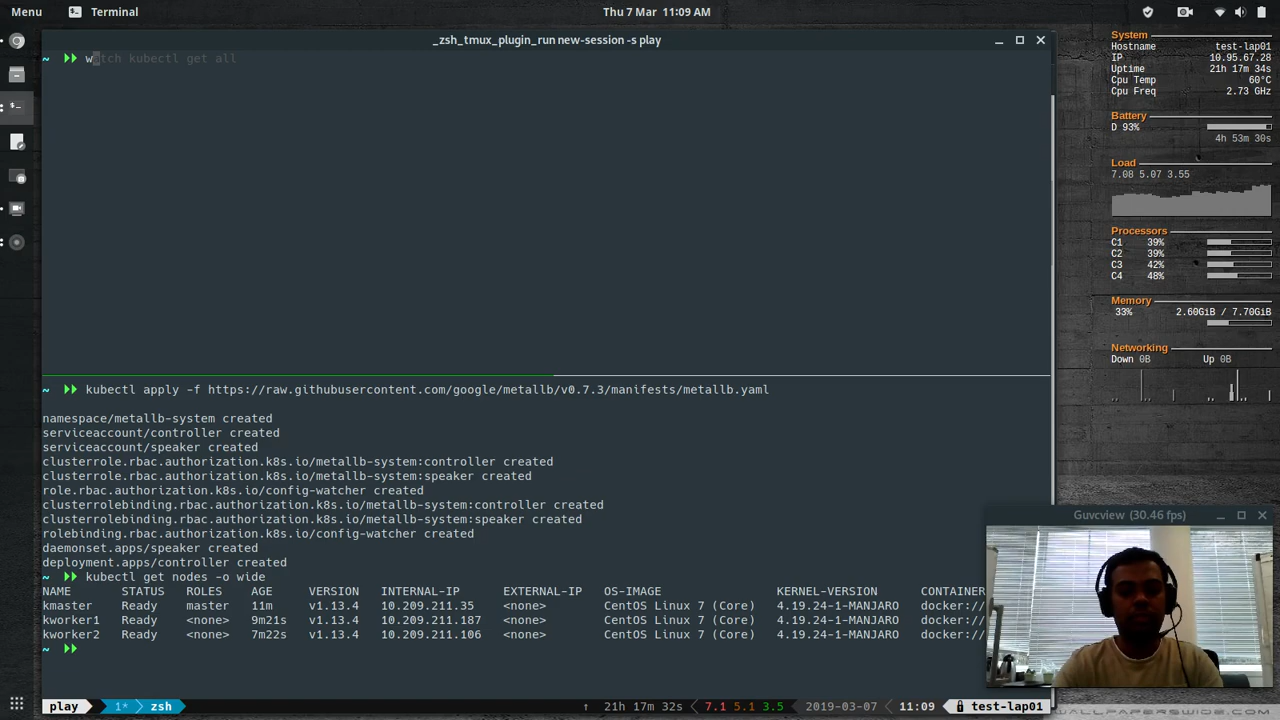 Menu Terminal Thu 7 Mar 11:09 AM
_zsh_tmux_plugin_run new-session -s play
~ watch kubectl get all
~ kubectl apply -f https://raw.githubusercontent.com/google/metallb/v0.7.3/manifests/metallb.yaml
namespace/metallb-system created
serviceaccount/controller created
serviceaccount/speaker created
clusterrole.rbac.authorization.k8s.io/metallb-system:controller created
clusterrole.rbac.authorization.k8s.io/metallb-system:speaker created
role.rbac.authorization.k8s.io/config-watcher created
clusterrolebinding.rbac.authorization.k8s.io/metallb-system:controller created
clusterrolebinding.rbac.authorization.k8s.io/metallb-system:speaker created
rolebinding.rbac.authorization.k8s.io/config-watcher created
daemonset.apps/speaker created
deployment.apps/controller created
~ kubectl get nodes -o wide
NAME STATUS ROLES AGE VERSION INTERNAL-IP EXTERNAL-IP OS-IMAGE KERNEL-VERSION CONTAINER
kmaster Ready master 11m v1.13.4 10.209.211.35 <none> CentOS Linux 7 (Core) 4.19.24-1-MANJARO docker://
kworker1 Ready <none> 9m21s v1.13.4 10.209.211.187 <none> CentOS Linux 7 (Core) 4.19.24-1-MANJARO docker://
kworker2 Ready <none> 7m22s v1.13.4 10.209.211.106 <none> CentOS Linux 7 (Core) 4.19.24-1-MANJARO docker://
~
play 1* zsh ↑ 21h 17m 32s 7.1 5.1 3.5 2019-03-07 11:09 test-lap01
System
Hostname test-lap01
IP 10.95.67.28
Uptime 21h 17m 34s
Cpu Temp 60°C
Cpu Freq 2.73 GHz
Battery
D 93%
4h 53m 30s
Load
7.08 5.07 3.55
Processors
C1 39%
C2 39%
C3 42%
C4 48%
Memory
33% 2.60GiB / 7.70GiB
Networking
Down 0B Up 0B
Guvcview (30.46 fps)
WALLPAPERSWIDE.COM